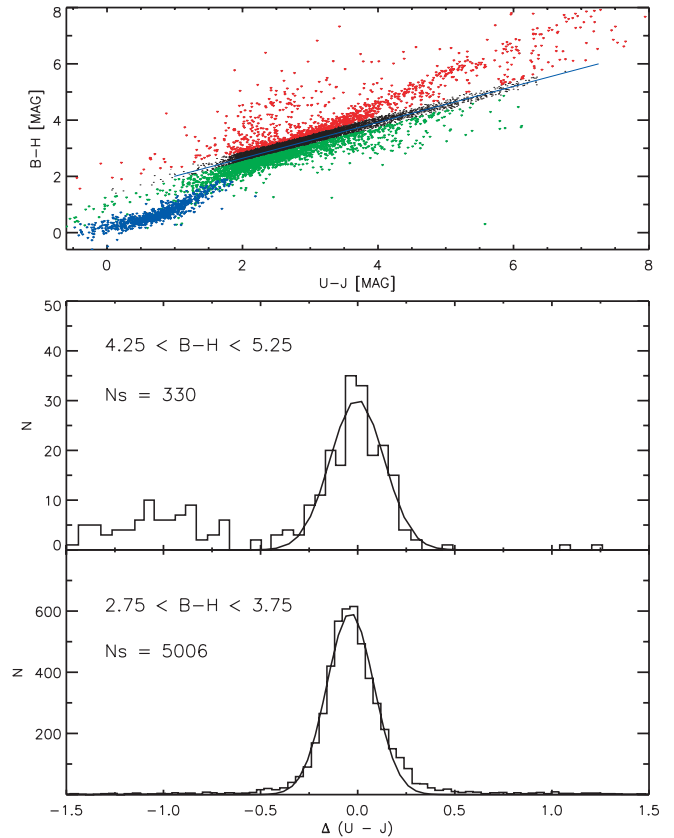 8
6
4
2
0
B-H [MAG]
0 2 4 6 8
U-J [MAG]
50
40
30
20
10
0
N
4.25 < B-H < 5.25
Ns = 330
600
400
200
N
2.75 < B-H < 3.75
Ns = 5006
-1.5 -1.0 -0.5 0.0 0.5 1.0 1.5
Δ (U - J)